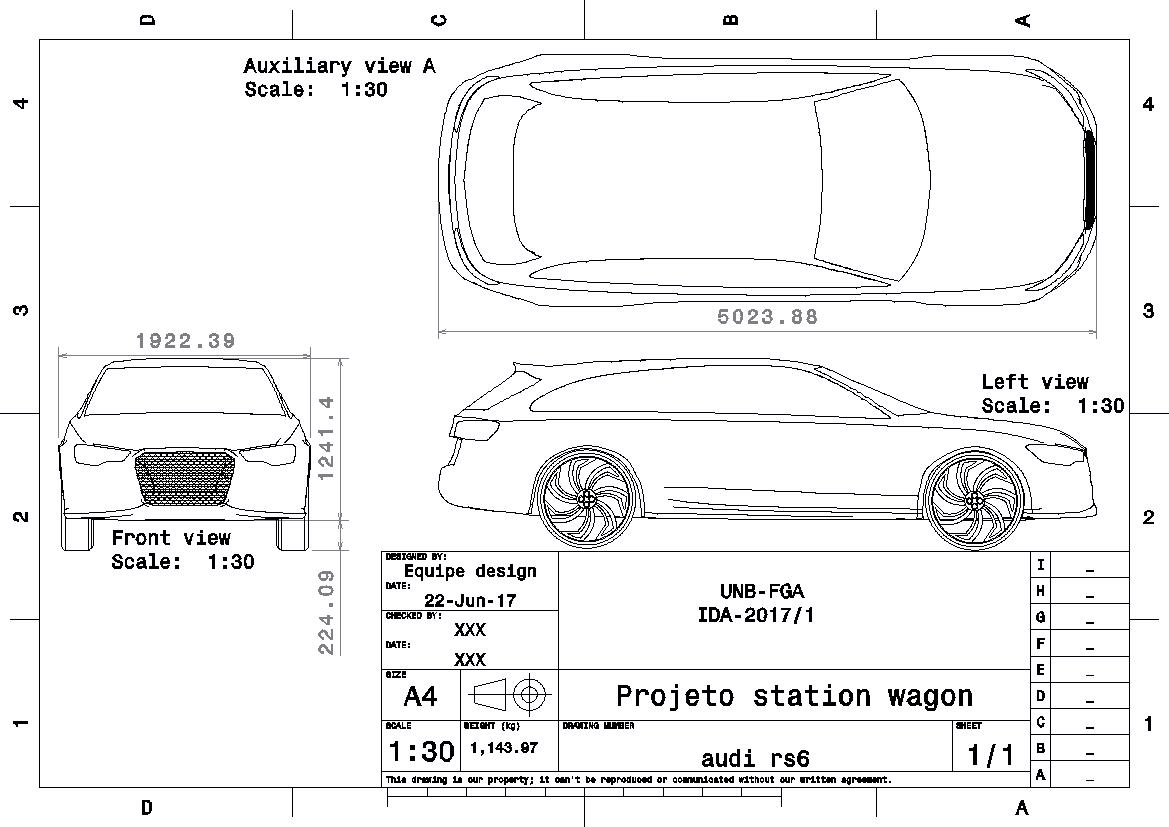 D C B A
Auxiliary view A
Scale: 1:30
4 4
5023.88
3 3
1922.39
1241.4
Left view
Scale: 1:30
2 2
Front view
Scale: 1:30
224.09
DESIGNED BY:
Equipe design
DATE:
22-Jun-17
CHECKED BY:
XXX
DATE:
XXX
UNB-FGA
IDA-2017/1
I _
H _
G _
F _
E _
D _
C _
B _
A _
SIZE
A4
Projeto station wagon
SCALE
1:30
WEIGHT (kg)
1,143.97
DRAWING NUMBER
audi rs6
SHEET
1/1
This drawing is our property; it can't be reproduced or communicated without our written agreement.
1 1
D A